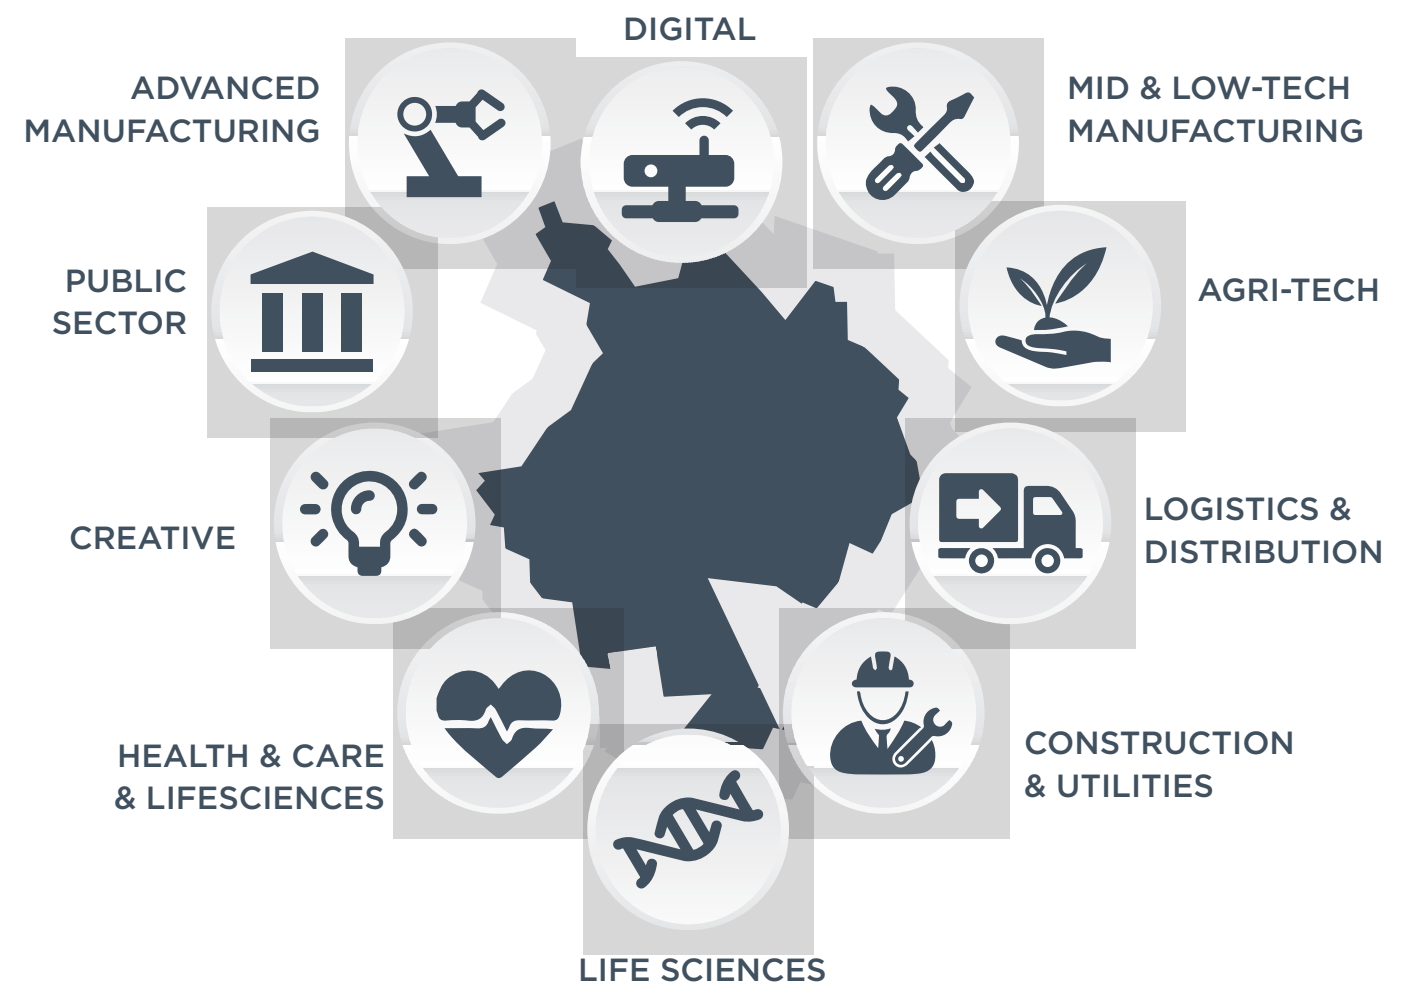 DIGITAL
ADVANCED
MANUFACTURING
MID & LOW-TECH
MANUFACTURING
PUBLIC
SECTOR
AGRI-TECH
CREATIVE
LOGISTICS &
DISTRIBUTION
HEALTH & CARE
& LIFESCIENCES
CONSTRUCTION
& UTILITIES
LIFE SCIENCES